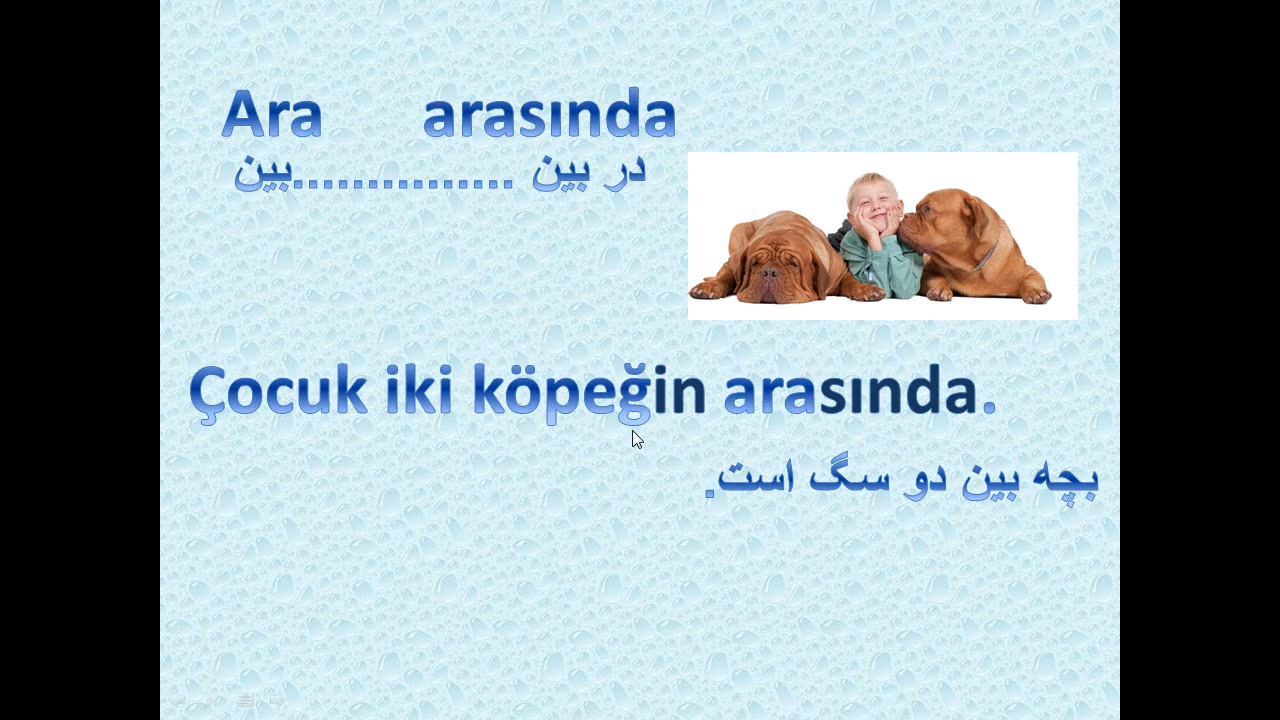 Ara arasında
در بین ...............بین
Çocuk iki köpeğin arasında.
بچه بین دو سگ است.